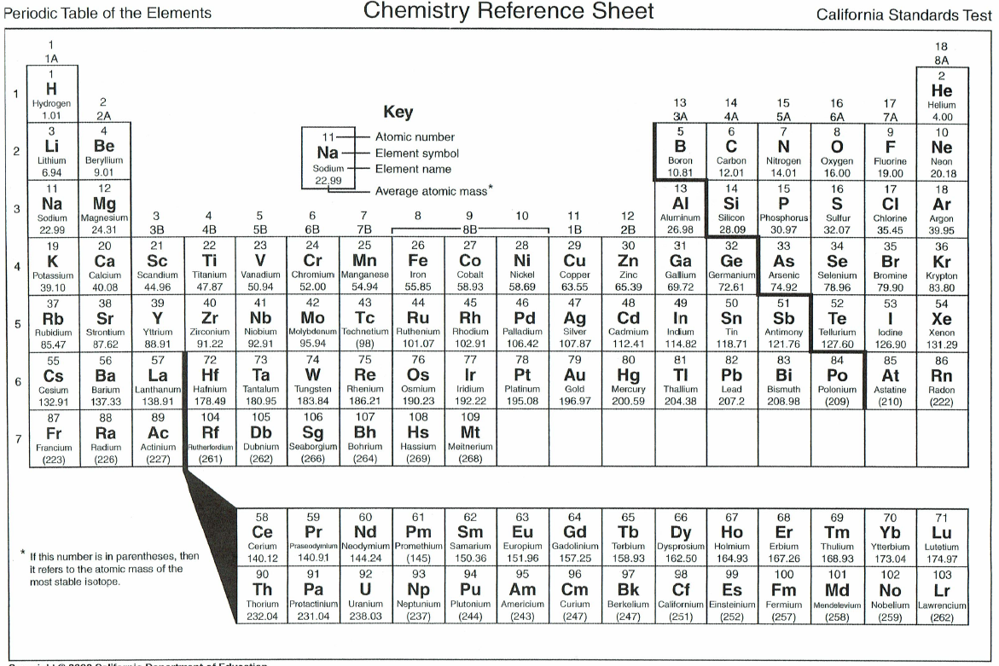 Periodic Table of the Elements
Chemistry Reference Sheet
California Standards Test
1 18
1A 8A
1 2
H He
Hydrogen 2 13 14 15 16 17 Helium
1.01 2A 3A 4A 5A 6A 7A 4.00
Key
11 Atomic number
Na Element symbol
Sodium Element name
22.99 Average atomic mass*
1
2
3 4 5 6 7 8 9 10
Li Be B C N O F Ne
Lithium Beryllium Boron Carbon Nitrogen Oxygen Fluorine Neon
6.94 9.01 10.81 12.01 14.01 16.00 19.00 20.18
3
11 12 13 14 15 16 17 18
Na Mg Al Si P S Cl Ar
Sodium Magnesium Aluminum Silicon Phosphorus Sulfur Chlorine Argon
22.99 24.31 26.98 28.09 30.97 32.07 35.45 39.95
3 4 5 6 7 8 9 10 11 12
3B 4B 5B 6B 7B 8B 1B 2B
4
19 20 21 22 23 24 25 26 27 28 29 30 31 32 33 34 35 36
K Ca Sc Ti V Cr Mn Fe Co Ni Cu Zn Ga Ge As Se Br Kr
Potassium Calcium Scandium Titanium Vanadium Chromium Manganese Iron Cobalt Nickel Copper Zinc Gallium Germanium Arsenic Selenium Bromine Krypton
39.10 40.08 44.96 47.87 50.94 52.00 54.94 55.85 58.93 58.69 63.55 65.39 69.72 72.61 74.92 78.96 79.90 83.80
5
37 38 39 40 41 42 43 44 45 46 47 48 49 50 51 52 53 54
Rb Sr Y Zr Nb Mo Tc Ru Rh Pd Ag Cd In Sn Sb Te I Xe
Rubidium Strontium Yttrium Zirconium Niobium Molybdenum Technetium Ruthenium Rhodium Palladium Silver Cadmium Indium Tin Antimony Tellurium Iodine Xenon
85.47 87.62 88.91 91.22 92.91 95.94 (98) 101.07 102.91 106.42 107.87 112.41 114.82 118.71 121.76 127.60 126.90 131.29
6
55 56 57 72 73 74 75 76 77 78 79 80 81 82 83 84 85 86
Cs Ba La Hf Ta W Re Os Ir Pt Au Hg Tl Pb Bi Po At Rn
Cesium Barium Lanthanum Hafnium Tantalum Tungsten Rhenium Osmium Iridium Platinum Gold Mercury Thallium Lead Bismuth Polonium Astatine Radon
132.91 137.33 138.91 178.49 180.95 183.84 186.21 190.23 192.22 195.08 196.97 200.59 204.38 207.2 208.98 (209) (210) (222)
7
87 88 89 104 105 106 107 108 109
Fr Ra Ac Rf Db Sg Bh Hs Mt
Francium Radium Actinium Rutherfordium Dubnium Seaborgium Bohrium Hassium Meitnerium
(223) (226) (227) (261) (262) (266) (264) (269) (268)
58 59 60 61 62 63 64 65 66 67 68 69 70 71
Ce Pr Nd Pm Sm Eu Gd Tb Dy Ho Er Tm Yb Lu
Cerium Praseodymium Neodymium Promethium Samarium Europium Gadolinium Terbium Dysprosium Holmium Erbium Thulium Ytterbium Lutetium
140.12 140.91 144.24 (145) 150.36 151.96 157.25 158.93 162.50 164.93 167.26 168.93 173.04 174.97
90 91 92 93 94 95 96 97 98 99 100 101 102 103
Th Pa U Np Pu Am Cm Bk Cf Es Fm Md No Lr
Thorium Protactinium Uranium Neptunium Plutonium Americium Curium Berkelium Californium Einsteinium Fermium Mendelevium Nobelium Lawrencium
232.04 231.04 238.03 (237) (244) (243) (247) (247) (251) (252) (257) (258) (259) (262)
* If this number is in parentheses, then
it refers to the atomic mass of the
most stable isotope.
California Department of Education